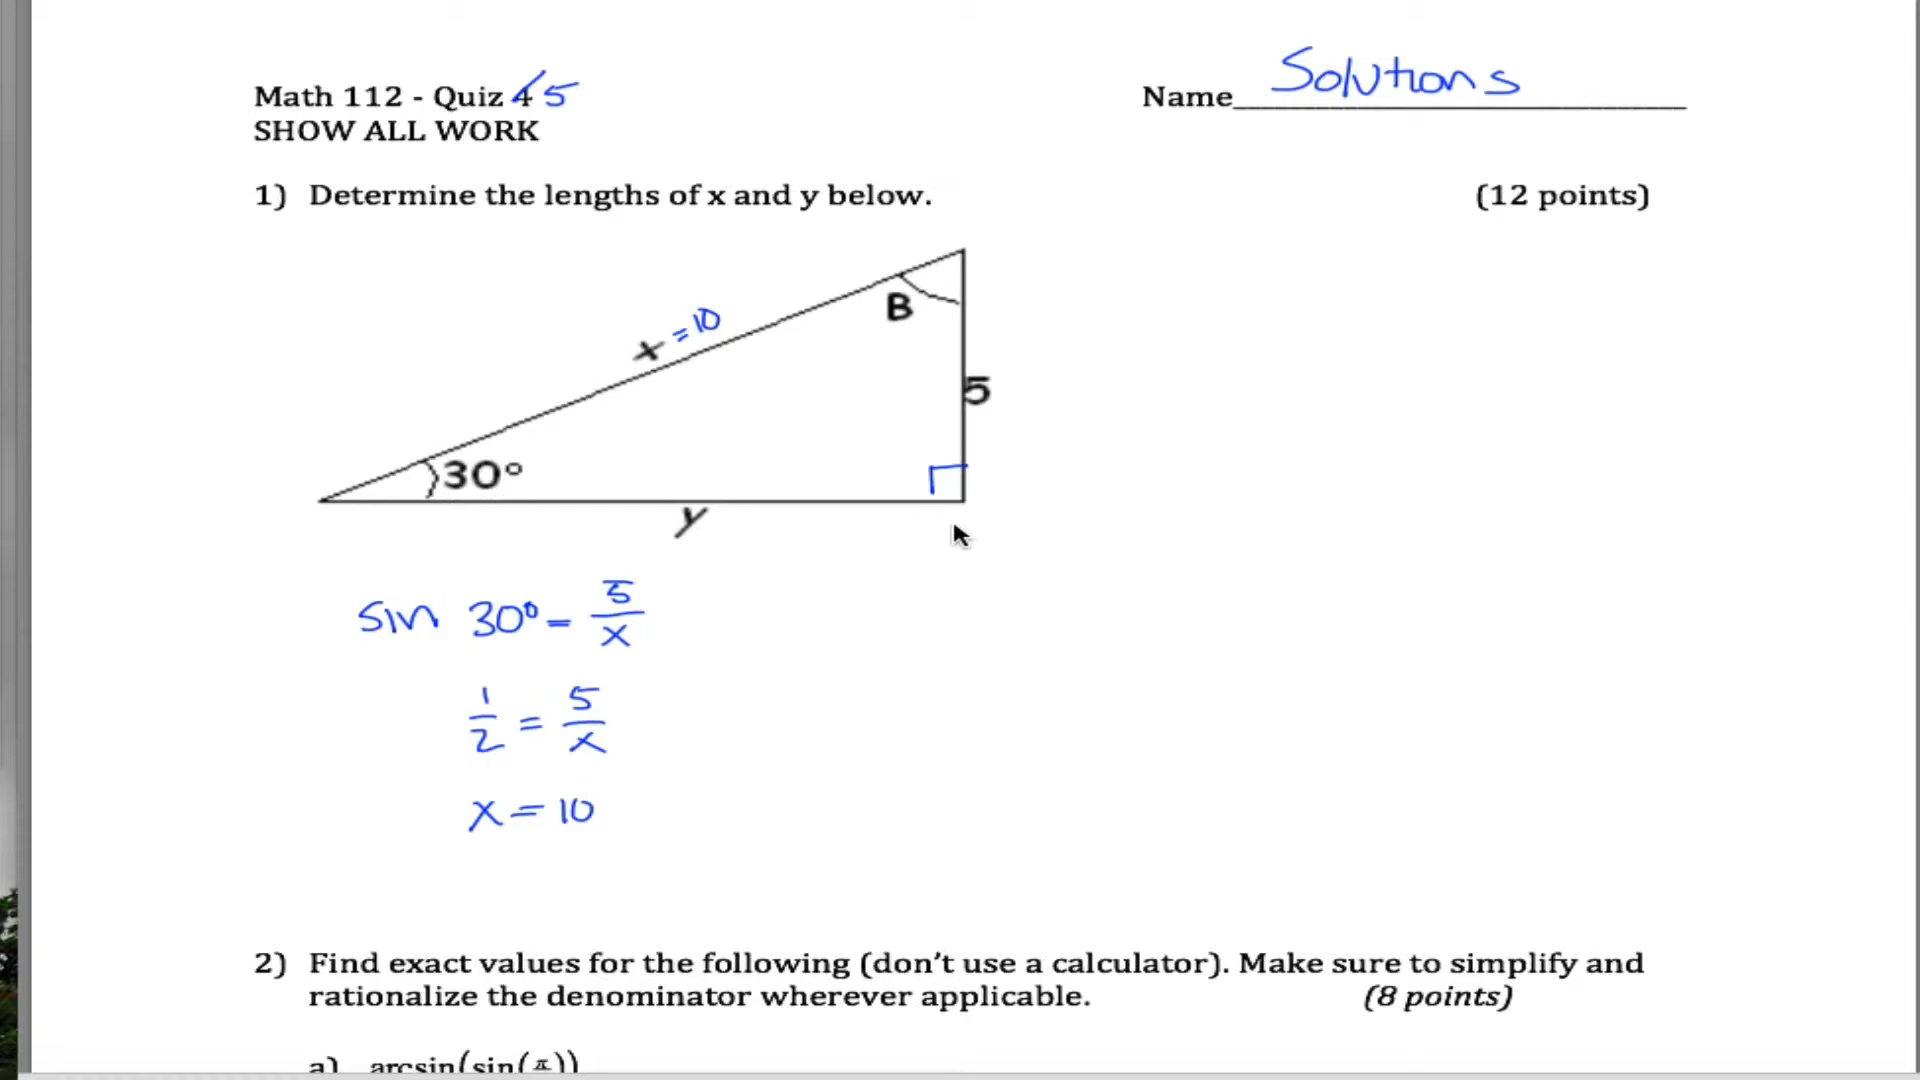 Math 112 - Quiz 4 5
Name Solutions
SHOW ALL WORK
1) Determine the lengths of x and y below.
(12 points)
B
x = 10
5
30°
y
sin 30° = 5/x
1/2 = 5/x
x = 10
2) Find exact values for the following (don't use a calculator). Make sure to simplify and
rationalize the denominator wherever applicable. (8 points)
a) arcsin(sin(π